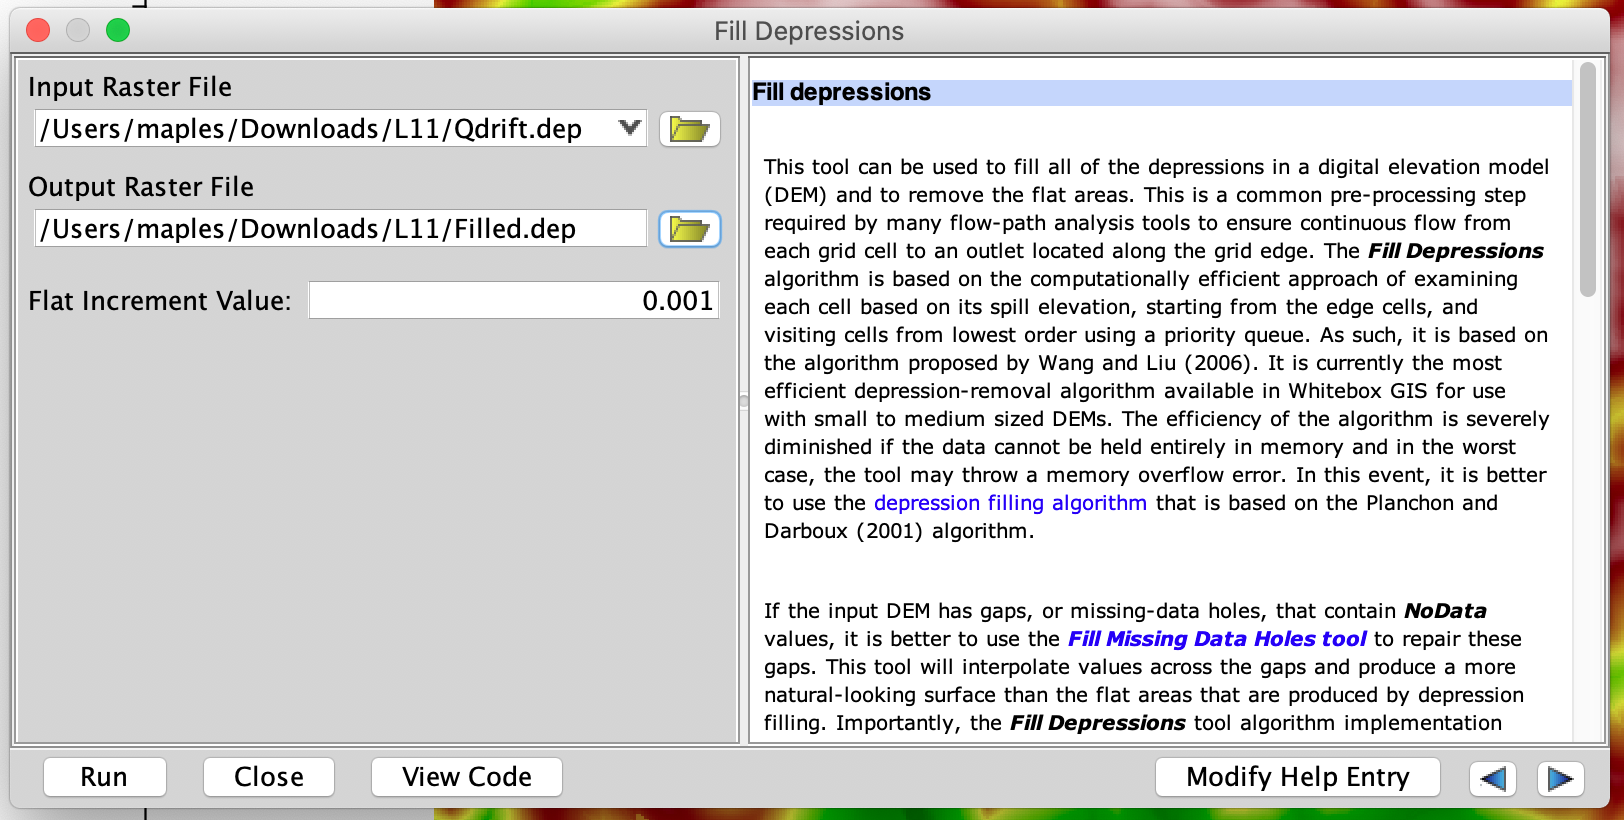 Fill Depressions
Input Raster File
/Users/maples/Downloads/L11/Qdrift.dep
Output Raster File
/Users/maples/Downloads/L11/Filled.dep
Flat Increment Value: 0.001
Fill depressions
This tool can be used to fill all of the depressions in a digital elevation model
(DEM) and to remove the flat areas. This is a common pre-processing step
required by many flow-path analysis tools to ensure continuous flow from
each grid cell to an outlet located along the grid edge. The Fill Depressions
algorithm is based on the computationally efficient approach of examining
each cell based on its spill elevation, starting from the edge cells, and
visiting cells from lowest order using a priority queue. As such, it is based on
the algorithm proposed by Wang and Liu (2006). It is currently the most
efficient depression-removal algorithm available in Whitebox GIS for use
with small to medium sized DEMs. The efficiency of the algorithm is severely
diminished if the data cannot be held entirely in memory and in the worst
case, the tool may throw a memory overflow error. In this event, it is better
to use the depression filling algorithm that is based on the Planchon and
Darboux (2001) algorithm.
If the input DEM has gaps, or missing-data holes, that contain NoData
values, it is better to use the Fill Missing Data Holes tool to repair these
gaps. This tool will interpolate values across the gaps and produce a more
natural-looking surface than the flat areas that are produced by depression
filling. Importantly, the Fill Depressions tool algorithm implementation
Run
Close
View Code
Modify Help Entry